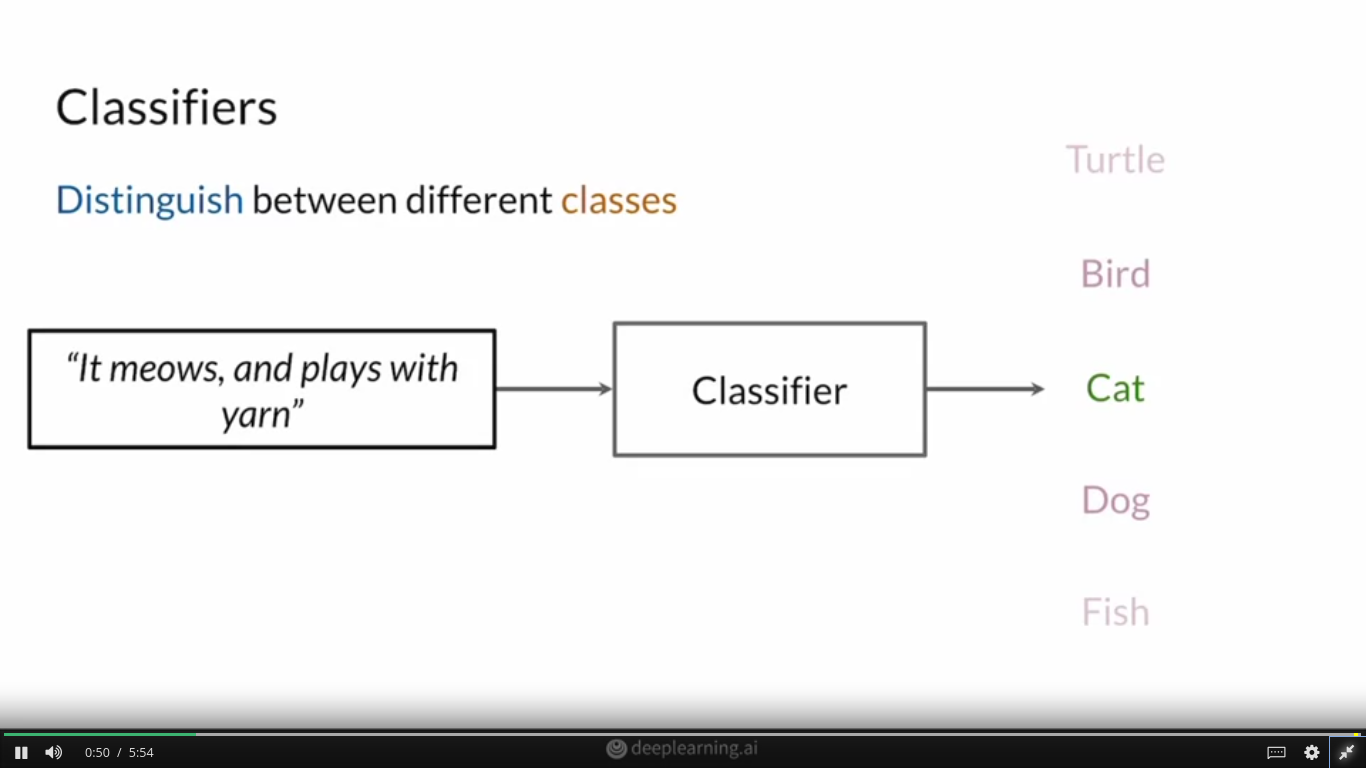 Classifiers
Distinguish between different classes
“It meows, and plays with
yarn”
Classifier
Turtle
Bird
Cat
Dog
Fish
0:50 / 5:54
deeplearning.ai